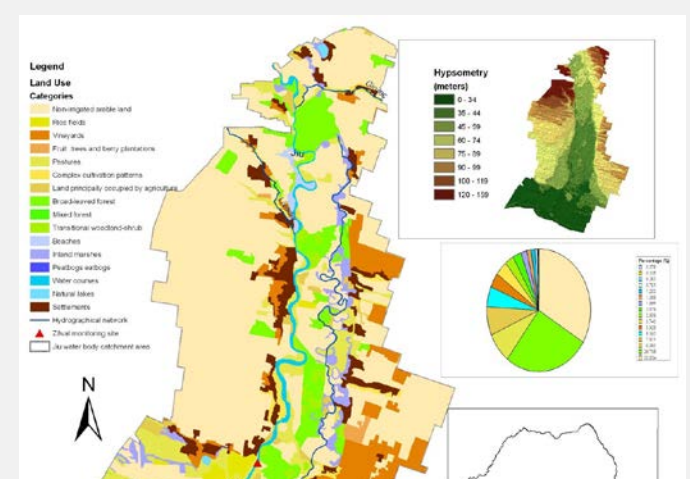 Legend
Land Use
Categories
Non-irrigated arable land
Rice fields
Vineyards
Fruit trees and berry plantations
Pastures
Complex cultivation patterns
Land principally occupied by agriculture
Broad-leaved forest
Mixed forest
Transitional woodland-shrub
Beaches
Inland marshes
Peatbogs eatbogs
Water courses
Natural lakes
Settlements
Hydrographical network
Zăval monitoring site
Jiu water body catchment area
N
Jiu
Hypsometry
(meters)
0 - 34
35 - 44
45 - 59
60 - 74
75 - 89
90 - 99
100 - 119
120 - 159
Percentage (%)